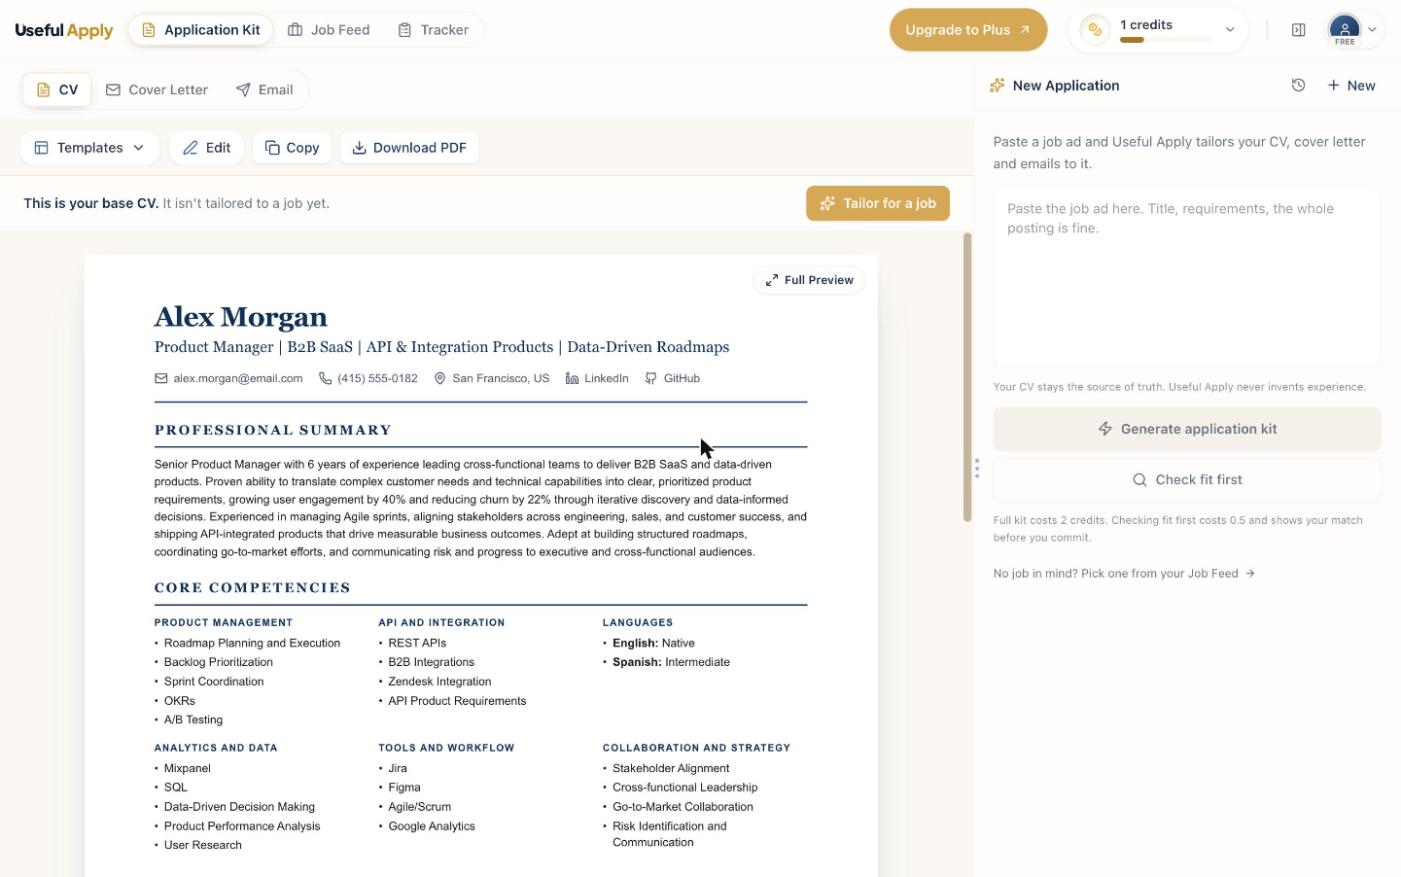 Useful Apply
Application Kit
Job Feed
Tracker
Upgrade to Plus
1 credits
FREE
CV
Cover Letter
Email
Templates
Edit
Copy
Download PDF
This is your base CV. It isn't tailored to a job yet.
Tailor for a job
Full Preview
Alex Morgan
Product Manager | B2B SaaS | API & Integration Products | Data-Driven Roadmaps
alex.morgan@email.com
(415) 555-0182
San Francisco, US
LinkedIn
GitHub
PROFESSIONAL SUMMARY
Senior Product Manager with 6 years of experience leading cross-functional teams to deliver B2B SaaS and data-driven
products. Proven ability to translate complex customer needs and technical capabilities into clear, prioritized product
requirements, growing user engagement by 40% and reducing churn by 22% through iterative discovery and data-informed
decisions. Experienced in managing Agile sprints, aligning stakeholders across engineering, sales, and customer success, and
shipping API-integrated products that drive measurable business outcomes. Adept at building structured roadmaps,
coordinating go-to-market efforts, and communicating risk and progress to executive and cross-functional audiences.
CORE COMPETENCIES
PRODUCT MANAGEMENT
• Roadmap Planning and Execution
• Backlog Prioritization
• Sprint Coordination
• OKRs
• A/B Testing
API AND INTEGRATION
• REST APIs
• B2B Integrations
• Zendesk Integration
• API Product Requirements
LANGUAGES
• English: Native
• Spanish: Intermediate
ANALYTICS AND DATA
• Mixpanel
• SQL
• Data-Driven Decision Making
• Product Performance Analysis
• User Research
TOOLS AND WORKFLOW
• Jira
• Figma
• Agile/Scrum
• Google Analytics
COLLABORATION AND STRATEGY
• Stakeholder Alignment
• Cross-functional Leadership
• Go-to-Market Collaboration
• Risk Identification and
Communication
New Application
New
Paste a job ad and Useful Apply tailors your CV, cover letter
and emails to it.
Paste the job ad here. Title, requirements, the whole
posting is fine.
Your CV stays the source of truth. Useful Apply never invents experience.
Generate application kit
Check fit first
Full kit costs 2 credits. Checking fit first costs 0.5 and shows your match
before you commit.
No job in mind? Pick one from your Job Feed →